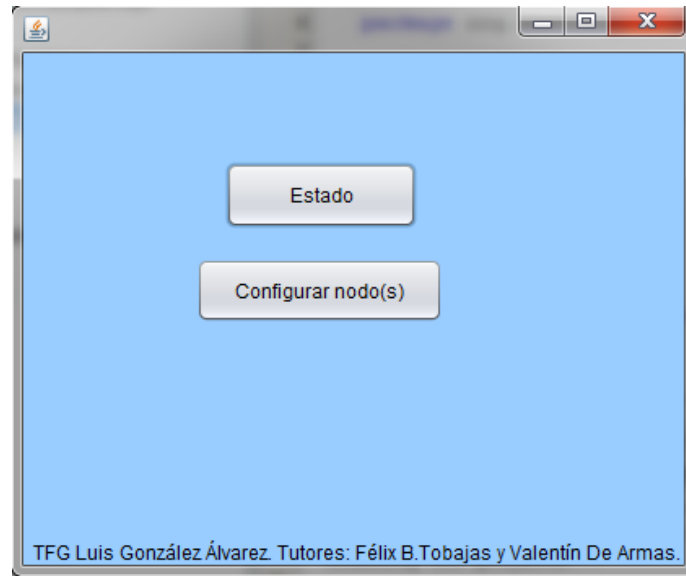 Estado
Configurar nodo(s)
TFG Luis González Álvarez. Tutores: Félix B.Tobajas y Valentín De Armas.